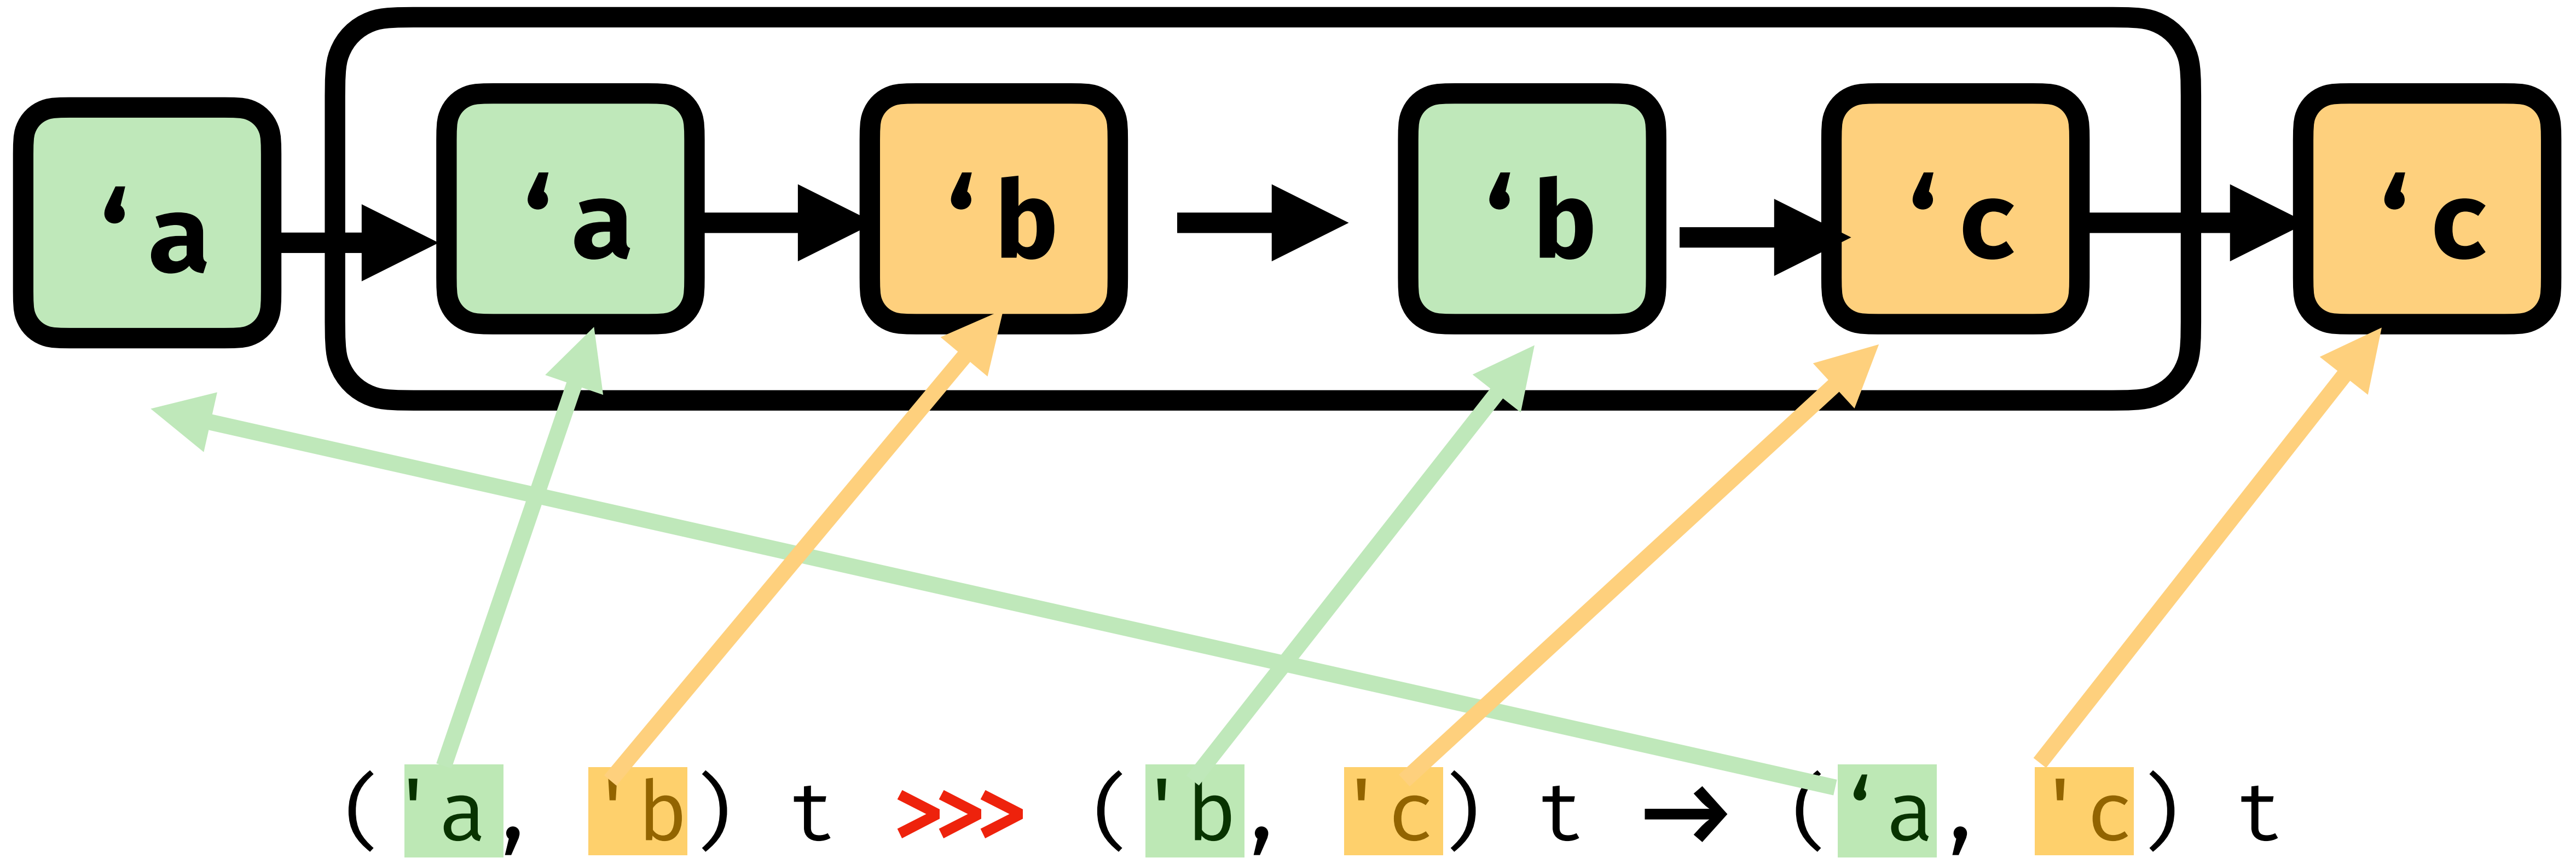 ‘a ‘a ‘b ‘b ‘c ‘c
('a, 'b) t >>> ('b, 'c) t → (‘a, 'c) t